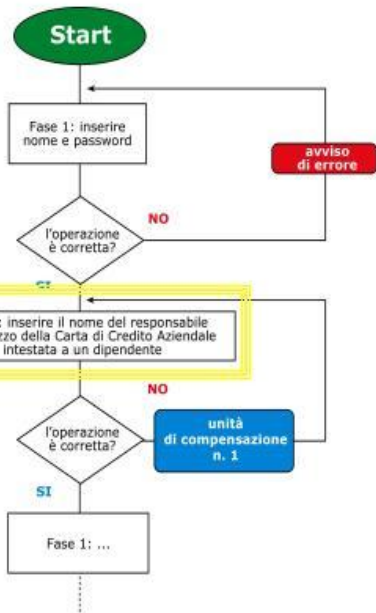 Start
Fase 1: inserire
nome e password
avviso
di errore
NO
l'operazione
è corretta?
: inserire il nome del responsabile
zzo della Carta di Credito Aziendale
intestata a un dipendente
NO
l'operazione
è corretta?
unità
di compensazione
n. 1
SI
Fase 1: ...